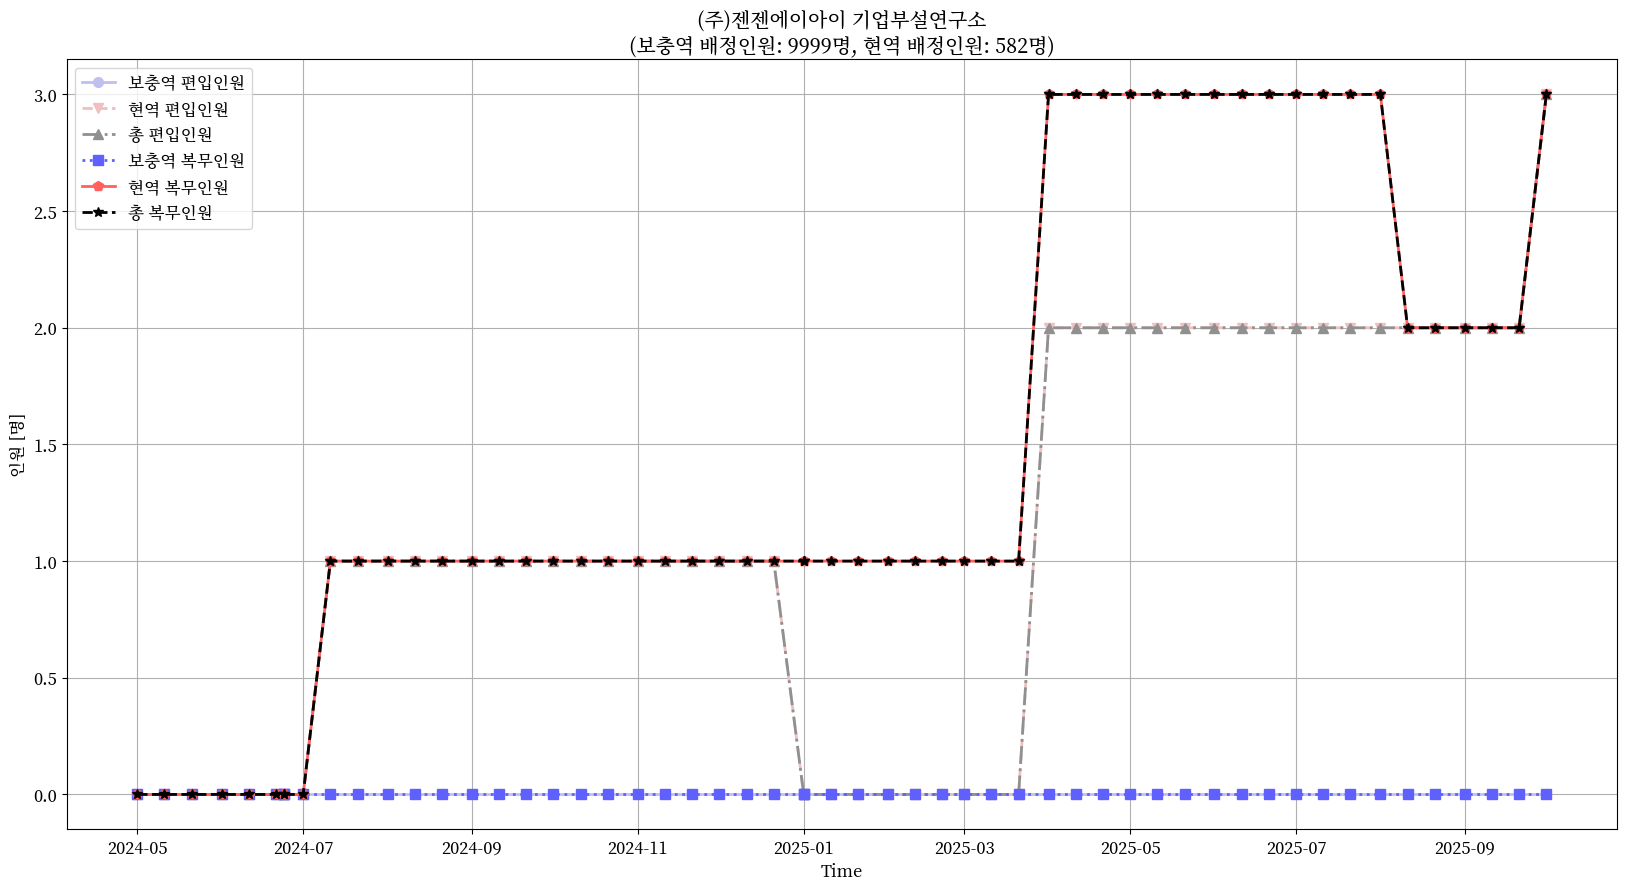 (주)젠젠에이아이 기업부설연구소
(보충역 배정인원: 9999명, 현역 배정인원: 582명)
보충역 편입인원
현역 편입인원
총 편입인원
보충역 복무인원
현역 복무인원
총 복무인원
인원 [명]
3.0
2.5
2.0
1.5
1.0
0.5
0.0
2024-05
2024-07
2024-09
2024-11
2025-01
2025-03
2025-05
2025-07
2025-09
Time